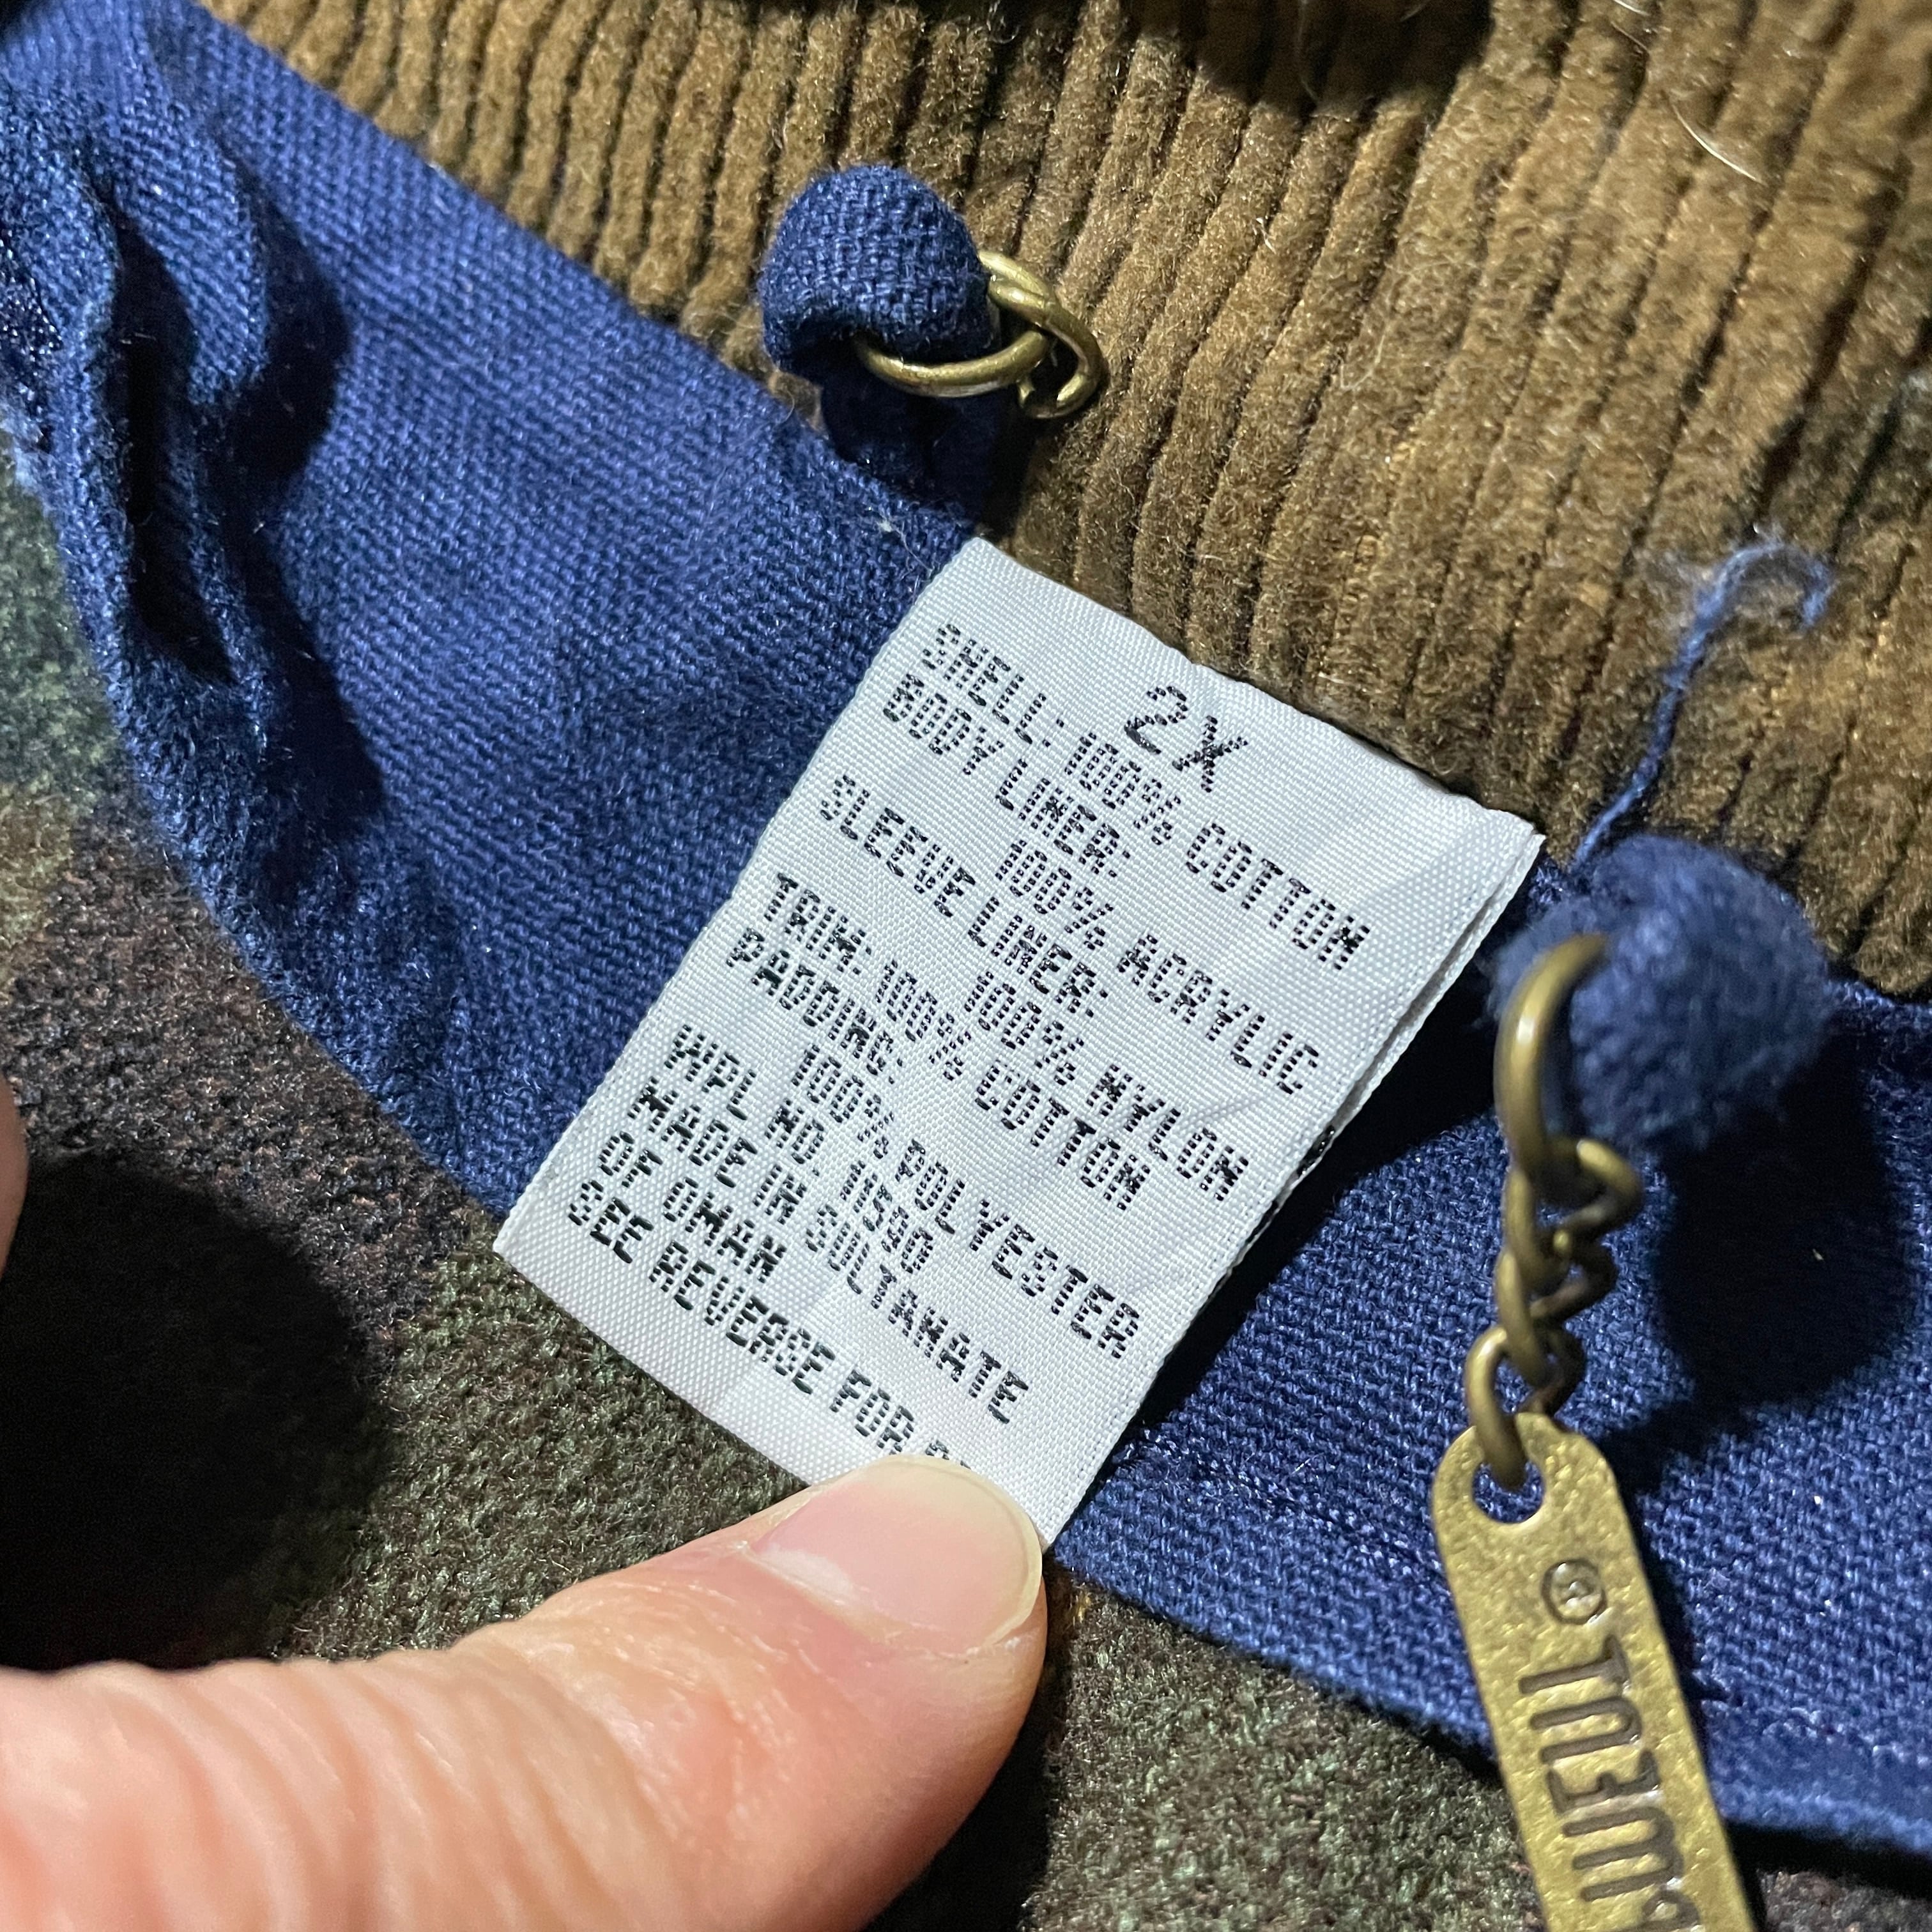 2X
SHELL: 100% COTTON
BODY LINER:
100% ACRYLIC
SLEEVE LINER:
100% NYLON
TRIM: 100% COTTON
PADDING:
100% POLYESTER
WPL NO. 11590
MADE IN SULTANATE
OF OMAN
SEE REVERSE FOR